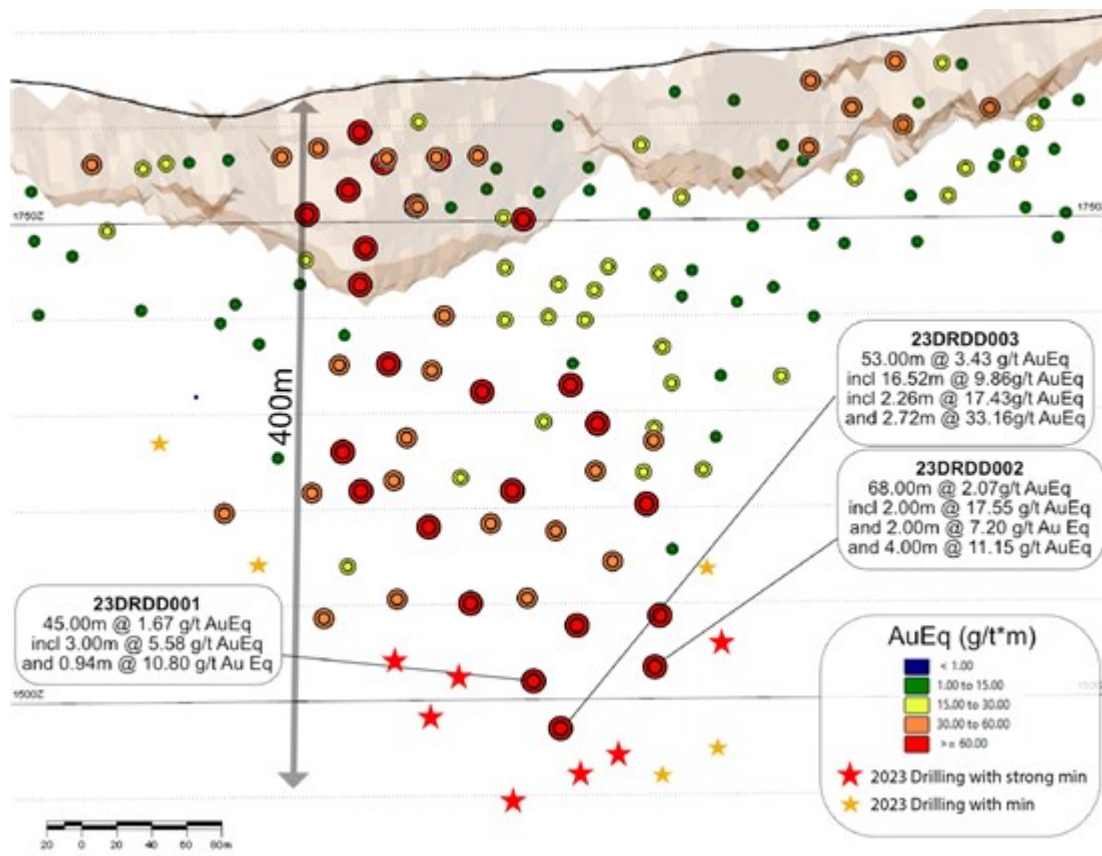 1750Z
1750Z
400m
23DRDD003
53.00m @ 3.43 g/t AuEq
incl 16.52m @ 9.86g/t AuEq
incl 2.26m @ 17.43g/t AuEq
and 2.72m @ 33.16g/t AuEq
23DRDD002
68.00m @ 2.07g/t AuEq
incl 2.00m @ 17.55 g/t AuEq
and 2.00m @ 7.20 g/t Au Eq
and 4.00m @ 11.15 g/t AuEq
23DRDD001
45.00m @ 1.67 g/t AuEq
incl 3.00m @ 5.58 g/t AuEq
and 0.94m @ 10.80 g/t Au Eq
AuEq (g/t*m)
< 1.00
1.00 to 15.00
15.00 to 30.00
30.00 to 60.00
>= 60.00
1500Z
2023 Drilling with strong min
2023 Drilling with min
20 0 20 40 60 80m